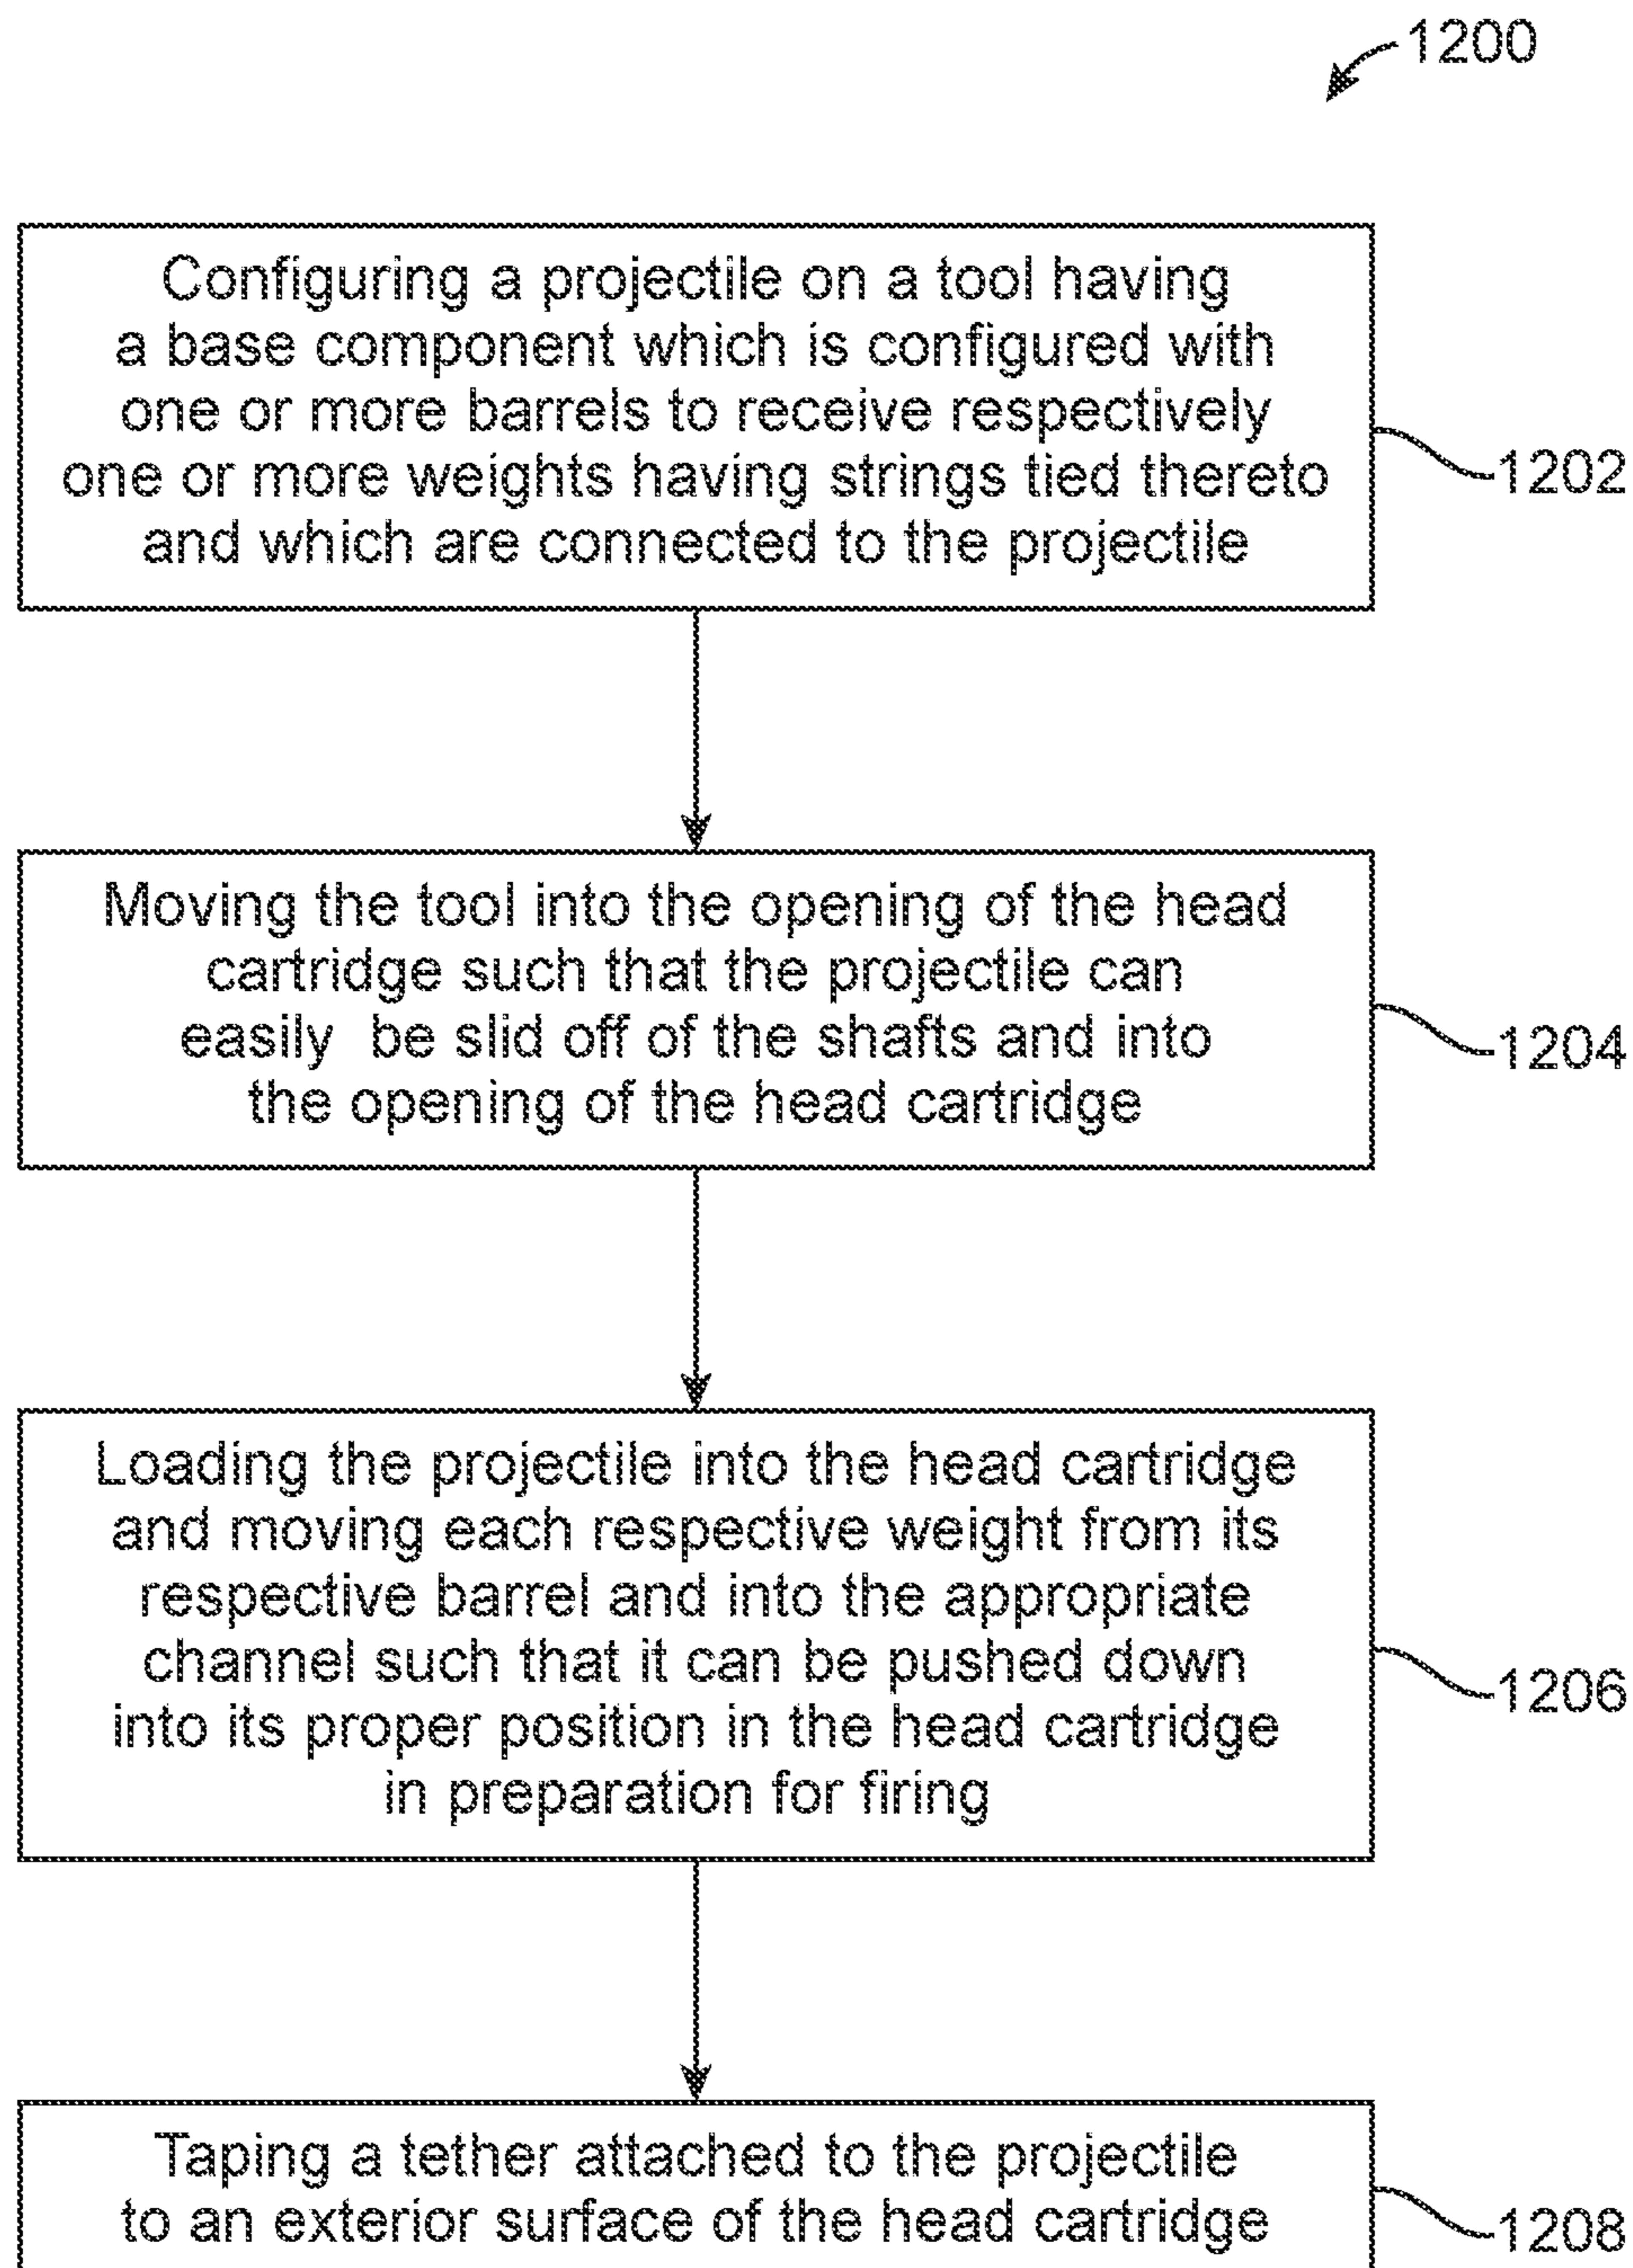 1200
Configuring a projectile on a tool having
a base component which is configured with
one or more barrels to receive respectively
one or more weights having strings tied thereto
and which are connected to the projectile
1202
Moving the tool into the opening of the head
cartridge such that the projectile can
easily be slid off of the shafts and into
the opening of the head cartridge
1204
Loading the projectile into the head cartridge
and moving each respective weight from its
respective barrel and into the appropriate
channel such that it can be pushed down
into its proper position in the head cartridge
in preparation for firing
1206
Taping a tether attached to the projectile
to an exterior surface of the head cartridge
1208